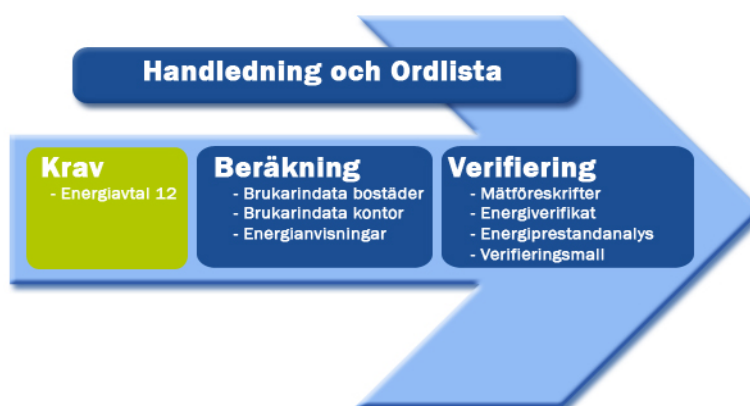 Handledning och Ordlista
Krav
- Energiavtal 12
Beräkning
- Brukarindata bostäder
- Brukarindata kontor
- Energianvisningar
Verifiering
- Mätföreskrifter
- Energiverifikat
- Energiprestandanalys
- Verifieringsmall